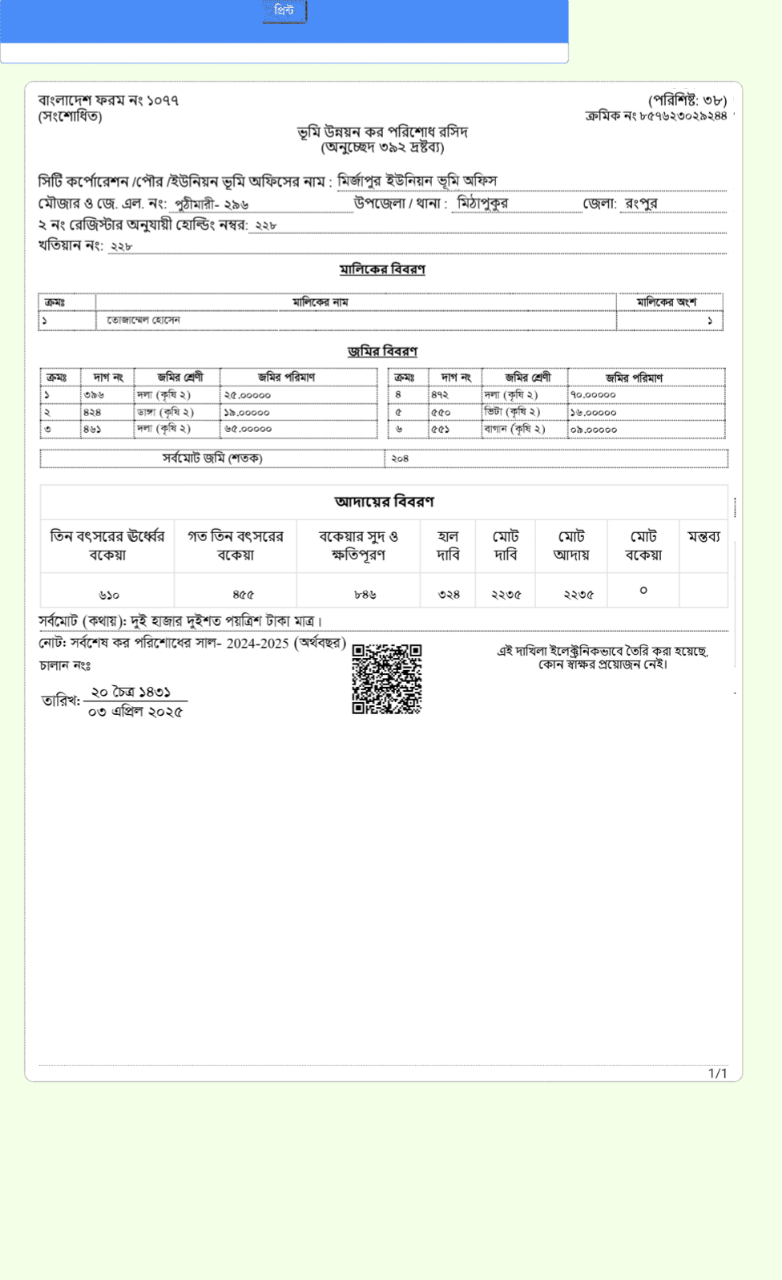 প্রিন্ট
বাংলাদেশ ফরম নং ১০৭৭
(পরিশিষ্ট: ৩৮)
(সংশোধিত)
ক্রমিক নং ৮৫৭৬২৩০২৯২৪৪
ভূমি উন্নয়ন কর পরিশোধ রসিদ
(অনুচ্ছেদ ৩৯২ দ্রষ্টব্য)
সিটি কর্পোরেশন /পৌর /ইউনিয়ন ভূমি অফিসের নাম : মির্জাপুর ইউনিয়ন ভূমি অফিস
মৌজার ও জে. এল. নং: পুঠীমারী- ২৯৬ উপজেলা / থানা : মিঠাপুকুর জেলা: রংপুর
২ নং রেজিস্টার অনুযায়ী হোল্ডিং নম্বর: ২২৮
খতিয়ান নং: ২২৮
মালিকের বিবরণ
ক্রমঃ মালিকের নাম মালিকের অংশ
১ তোজাম্মেল হোসেন ১
জমির বিবরণ
ক্রমঃ দাগ নং জমির শ্রেণী জমির পরিমাণ ক্রমঃ দাগ নং জমির শ্রেণী জমির পরিমাণ
১ ৩৯৬ দলা (কৃষি ২) ২৫.০০০০০ ৪ ৪৭২ দলা (কৃষি ২) ৭০.০০০০০
২ ৪২৪ ডাঙ্গা (কৃষি ২) ১৯.০০০০০ ৫ ৫৫০ ভিটা (কৃষি ২) ১৬.০০০০০
৩ ৪৬১ দলা (কৃষি ২) ৬৫.০০০০০ ৬ ৫৫১ বাগান (কৃষি ২) ০৯.০০০০০
সর্বমোট জমি (শতক) ২০৪
আদায়ের বিবরণ
তিন বৎসরের ঊর্ধ্বের বকেয়া গত তিন বৎসরের বকেয়া বকেয়ার সুদ ও ক্ষতিপূরণ হাল দাবি মোট দাবি মোট আদায় মোট বকেয়া মন্তব্য
৬১০ ৪৫৫ ৮৪৬ ৩২৪ ২২৩৫ ২২৩৫ ০
সর্বমোট (কথায়): দুই হাজার দুইশত পয়ত্রিশ টাকা মাত্র।
নোট: সর্বশেষ কর পরিশোধের সাল- 2024-2025 (অর্থবছর)
চালান নংঃ
তারিখ: ২০ চৈত্র ১৪৩১
০৩ এপ্রিল ২০২৫
এই দাখিলা ইলেক্ট্রনিকভাবে তৈরি করা হয়েছে,
কোন স্বাক্ষর প্রয়োজন নেই।
1/1